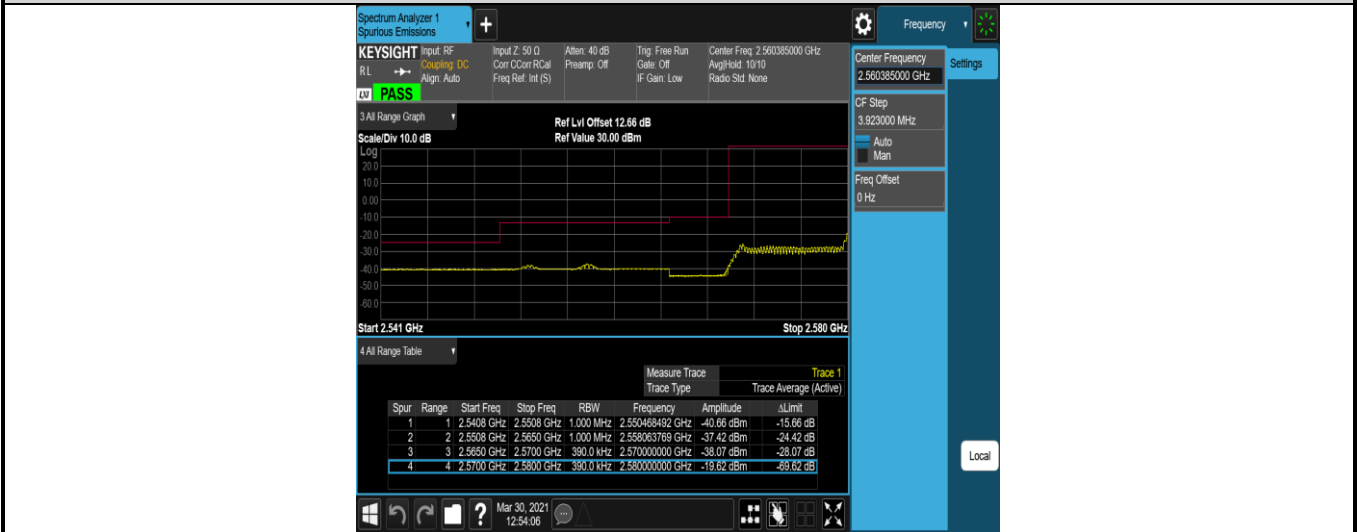 Spectrum Analyzer 1
Spurious Emissions
+
Frequency
KEYSIGHT Input: RF Input Z: 50 Ω Atten: 40 dB Trig: Free Run Center Freq: 2.560385000 GHz
Coupling: DC Corr CCorr RCal Preamp: Off Gate: Off Avg|Hold: 10/10
RL Align: Auto Freq Ref: Int (S) IF Gain: Low Radio Std: None
LXI PASS
Center Frequency
2.560385000 GHz
Settings
CF Step
3.923000 MHz
Auto
Man
Freq Offset
0 Hz
3 All Range Graph
Ref Lvl Offset 12.66 dB
Scale/Div 10.0 dB Ref Value 30.00 dBm
Log
20.0
10.0
0.00
-10.0
-20.0
-30.0
-40.0
-50.0
-60.0
Start 2.541 GHz Stop 2.580 GHz
4 All Range Table
Measure Trace Trace 1
Trace Type Trace Average (Active)
Spur Range Start Freq Stop Freq RBW Frequency Amplitude ΔLimit
1 1 2.5408 GHz 2.5508 GHz 1.000 MHz 2.550468492 GHz -40.66 dBm -15.66 dB
2 2 2.5508 GHz 2.5650 GHz 1.000 MHz 2.558063769 GHz -37.42 dBm -24.42 dB
3 3 2.5650 GHz 2.5700 GHz 390.0 kHz 2.570000000 GHz -38.07 dBm -28.07 dB
4 4 2.5700 GHz 2.5800 GHz 390.0 kHz 2.580000000 GHz -19.62 dBm -69.62 dB
Local
? Mar 30, 2021
12:54:06